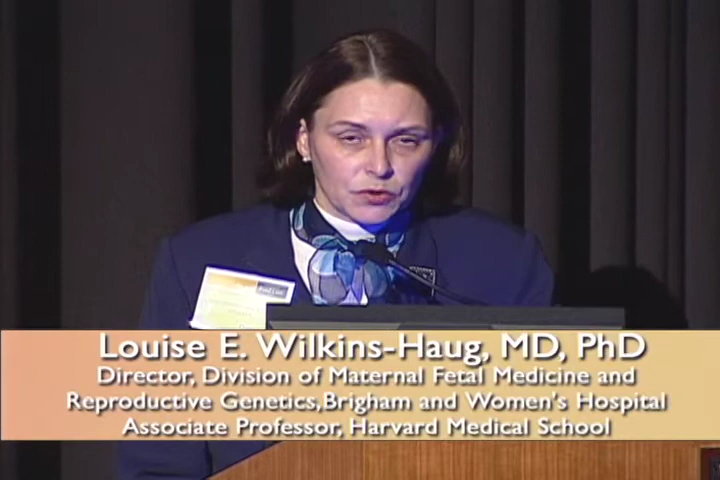 Louise E. Wilkins-Haug, MD, PhD
Director, Division of Maternal Fetal Medicine and
Reproductive Genetics,Brigham and Women's Hospital
Associate Professor, Harvard Medical School